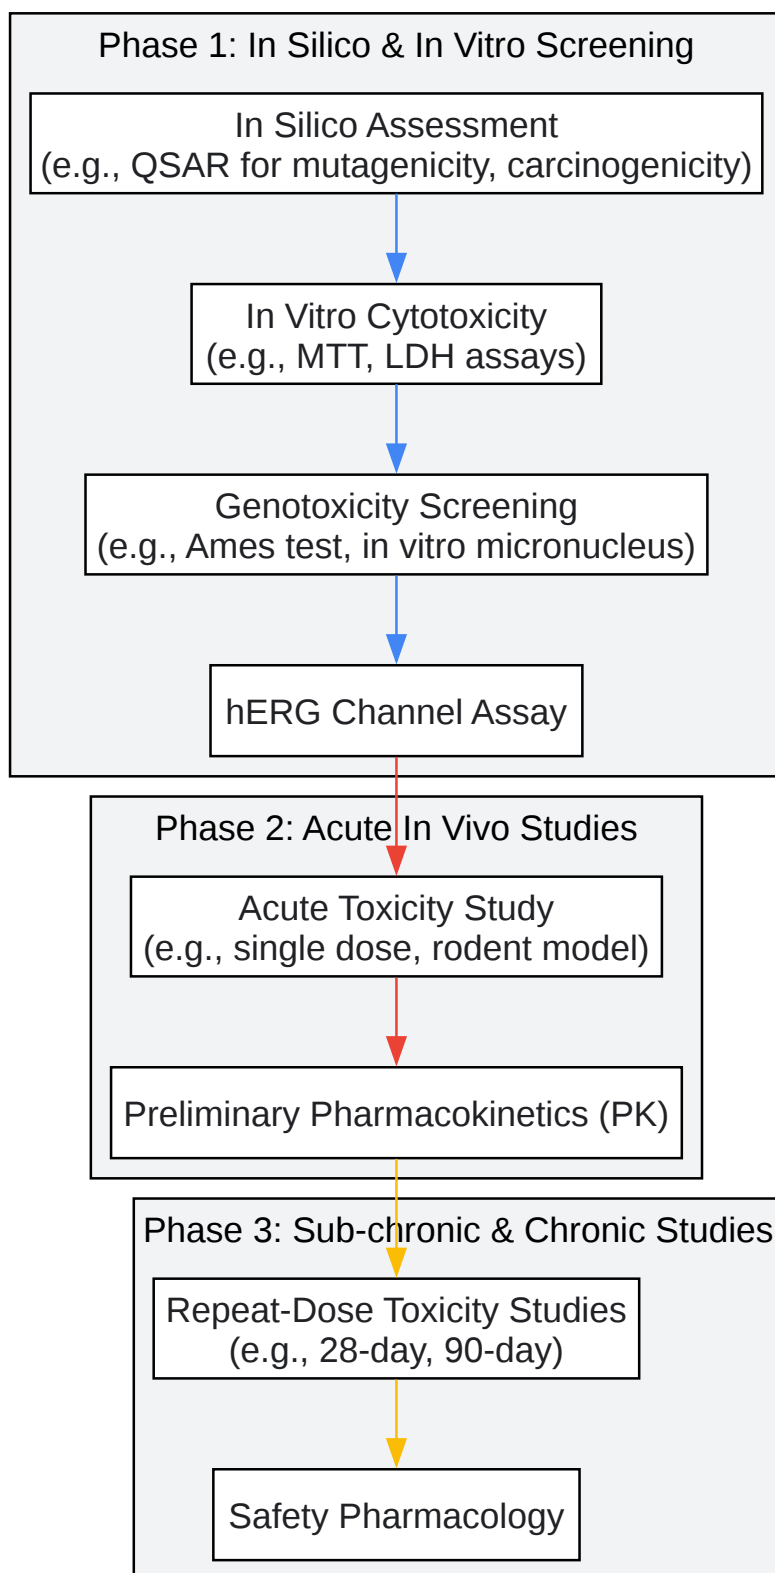 Phase 1: In Silico & In Vitro Screening
In Silico Assessment
(e.g., QSAR for mutagenicity, carcinogenicity)
In Vitro Cytotoxicity
(e.g., MTT, LDH assays)
Genotoxicity Screening
(e.g., Ames test, in vitro micronucleus)
hERG Channel Assay
Phase 2: Acute In Vivo Studies
Acute Toxicity Study
(e.g., single dose, rodent model)
Preliminary Pharmacokinetics (PK)
Phase 3: Sub-chronic & Chronic Studies
Repeat-Dose Toxicity Studies
(e.g., 28-day, 90-day)
Safety Pharmacology